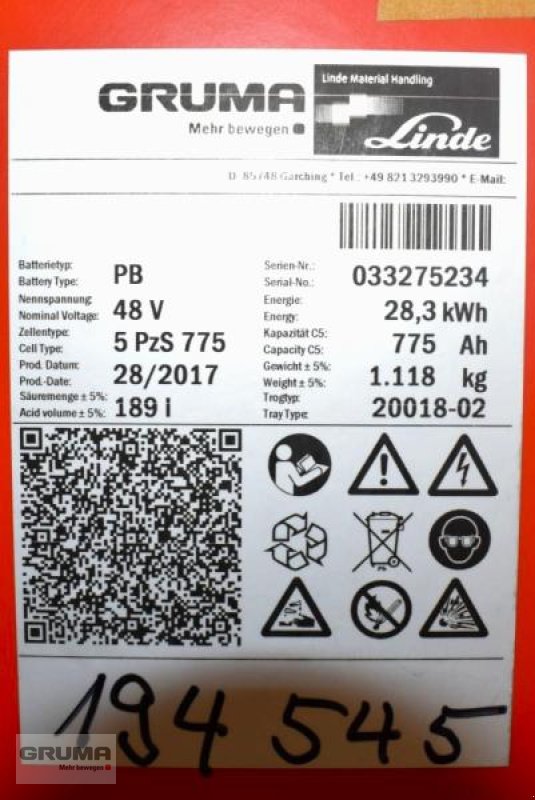 GRUMA
Mehr bewegen
Linde Material Handling
Linde
D- 85748 Garching * Tel.: +49 821 3293990 * E-Mail:
Batterietyp:
Battery Type: PB
Nennspannung:
Nominal Voltage: 48 V
Zellentype:
Cell Type: 5 PzS 775
Prod. Datum:
Prod.-Date: 28/2017
Säuremenge ± 5%:
Acid volume ± 5%: 189 l
Serien-Nr.:
Serial-No.: 033275234
Energie:
Energy: 28,3 kWh
Kapazität C5:
Capacity C5: 775 Ah
Gewicht ± 5%:
Weight ± 5%: 1.118 kg
Trogtyp:
Tray Type: 20018-02
Pb
194 545
GRUMA
Mehr bewegen